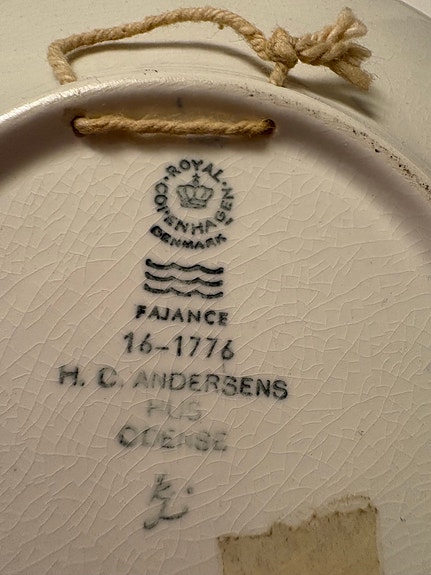 ROYAL COPENHAGEN
DENMARK
FAJANCE
16-1776
H. C. ANDERSENS
HUS
ODENSE